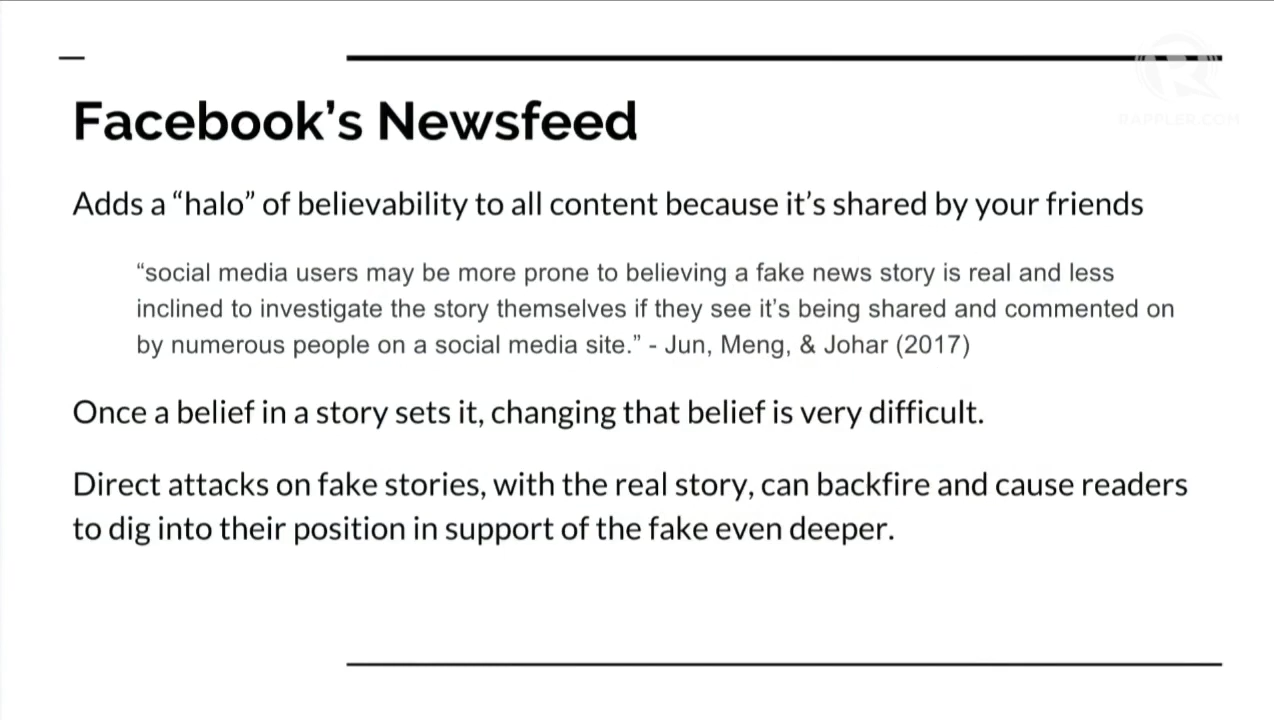 Facebook’s Newsfeed
RAPPLER.COM
Adds a “halo” of believability to all content because it’s shared by your friends
“social media users may be more prone to believing a fake news story is real and less
inclined to investigate the story themselves if they see it’s being shared and commented on
by numerous people on a social media site.” - Jun, Meng, & Johar (2017)
Once a belief in a story sets it, changing that belief is very difficult.
Direct attacks on fake stories, with the real story, can backfire and cause readers
to dig into their position in support of the fake even deeper.